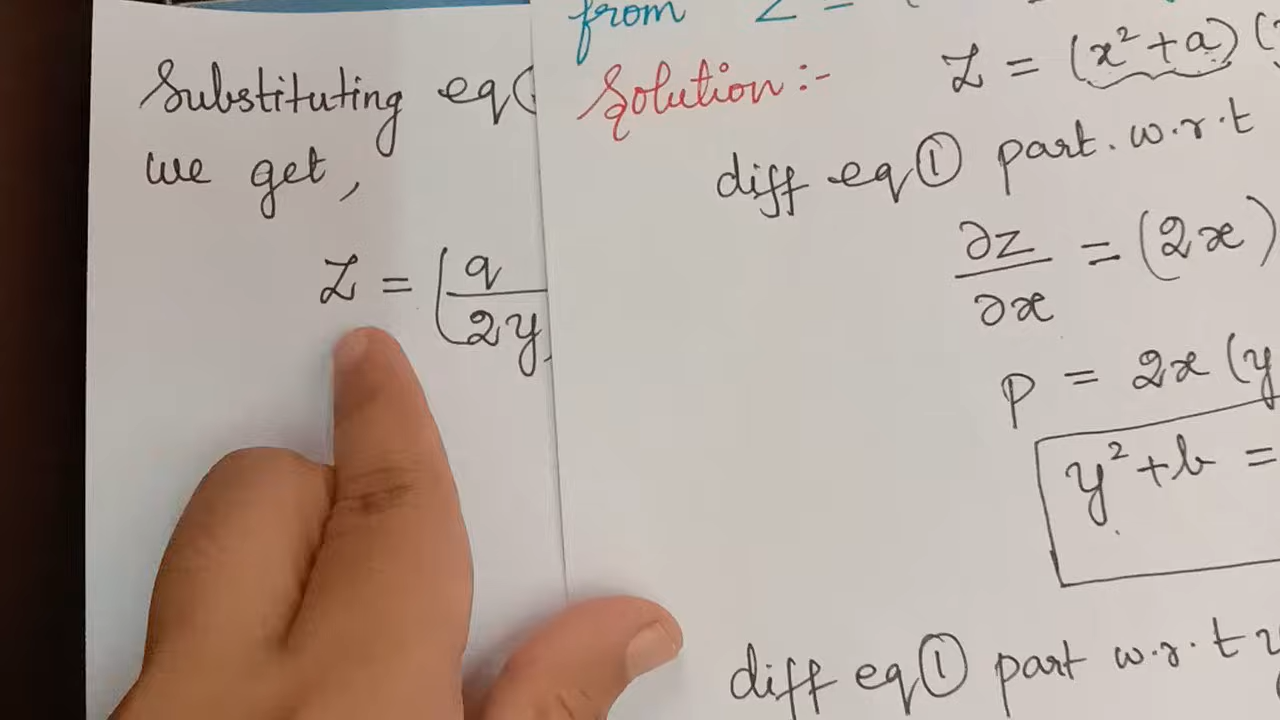 Substituting eq(
we get,
Z = (q/2y
from Z = (
Solution :- Z = (x² + a) (
diff eq① part. w.r.t
∂z/∂x = (2x)
p = 2x (y
y² + b =
diff eq① part w.r.t y